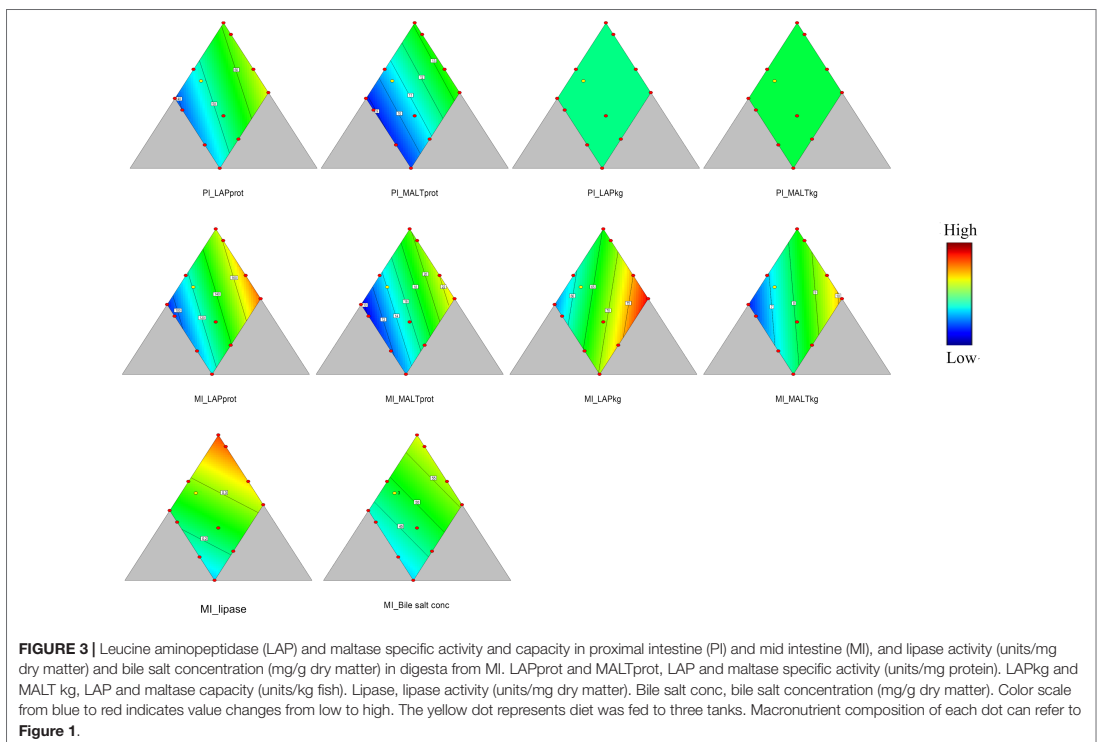 PI_LAPprot PI_MALTprot PI_LAPkg PI_MALTkg
High
Low
MI_LAPprot MI_MALTprot MI_LAPkg MI_MALTkg
MI_lipase MI_Bile salt conc
FIGURE 3 | Leucine aminopeptidase (LAP) and maltase specific activity and capacity in proximal intestine (PI) and mid intestine (MI), and lipase activity (units/mg
dry matter) and bile salt concentration (mg/g dry matter) in digesta from MI. LAPprot and MALTprot, LAP and maltase specific activity (units/mg protein). LAPkg and
MALT kg, LAP and maltase capacity (units/kg fish). Lipase, lipase activity (units/mg dry matter). Bile salt conc, bile salt concentration (mg/g dry matter). Color scale
from blue to red indicates value changes from low to high. The yellow dot represents diet was fed to three tanks. Macronutrient composition of each dot can refer to
Figure 1.